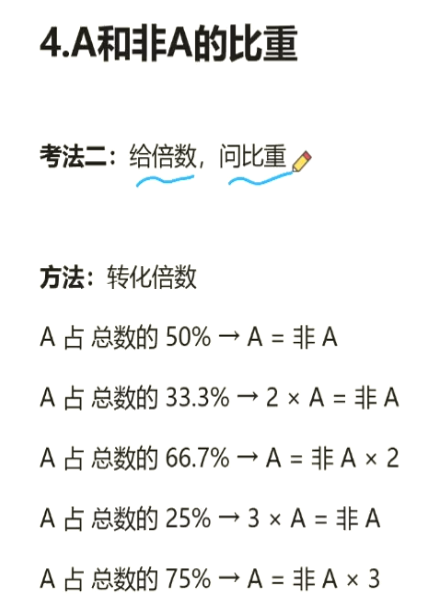 4.A和非A的比重
考法二：给倍数，问比重
方法：转化倍数
A 占 总数的 50% → A = 非 A
A 占 总数的 33.3% → 2 × A = 非 A
A 占 总数的 66.7% → A = 非 A × 2
A 占 总数的 25% → 3 × A = 非 A
A 占 总数的 75% → A = 非 A × 3